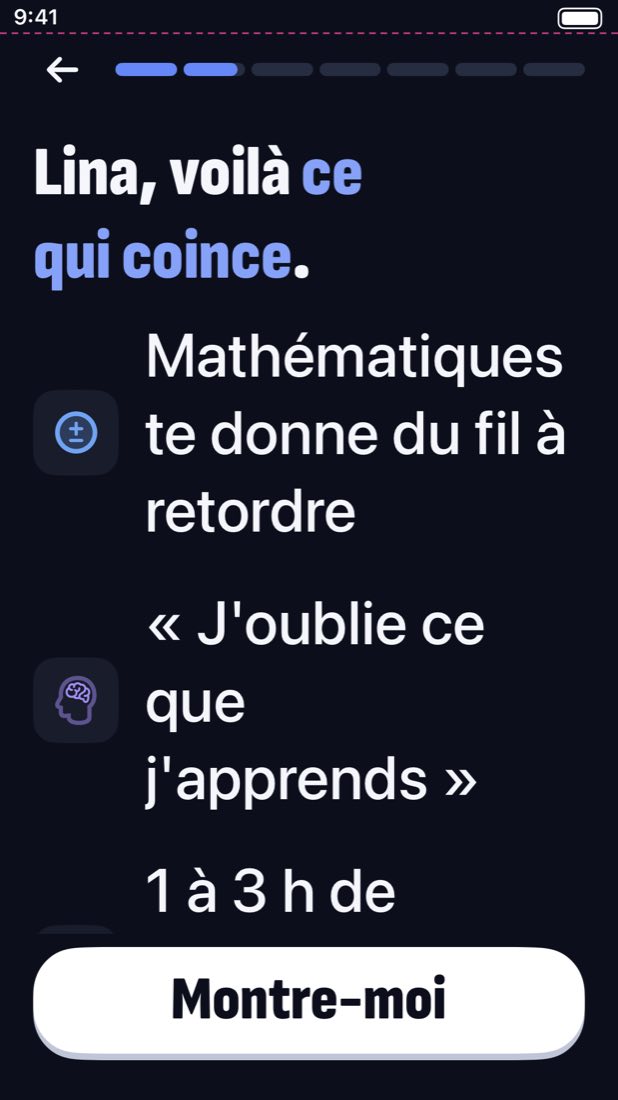 9:41
Lina, voilà ce
qui coince.
Mathématiques
te donne du fil à
retordre
« J'oublie ce
que
j'apprends »
1 à 3 h de
Montre-moi